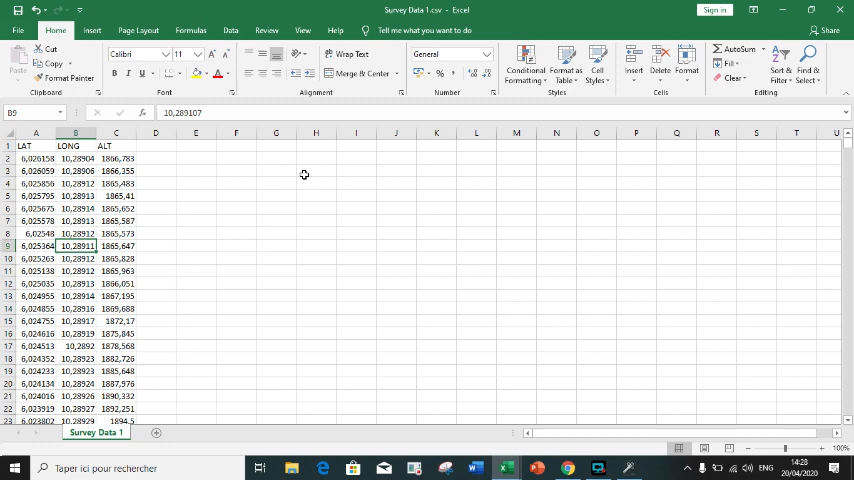 Survey Data 1.csv - Excel
Sign in
File Home Insert Page Layout Formulas Data Review View Help Tell me what you want to do Share
Cut
Copy
Format Painter
Paste
Clipboard
Calibri 11
B I U
Font
Wrap Text
Merge & Center
Alignment
General
% ,
Number
Conditional Formatting
Format as Table
Cell Styles
Styles
Insert Delete Format
Cells
AutoSum
Fill
Clear
Sort & Filter
Find & Select
Editing
B9 fx 10,289107
A B C D E F G H I J K L M N O P Q R S T U
1 LAT LONG ALT
2 6,026158 10,28904 1866,783
3 6,026059 10,28906 1866,355
4 6,025856 10,28912 1865,483
5 6,025795 10,28913 1865,41
6 6,025675 10,28914 1865,652
7 6,025578 10,28913 1865,587
8 6,02548 10,28912 1865,573
9 6,025364 10,28911 1865,647
10 6,025263 10,28912 1865,828
11 6,025138 10,28912 1865,963
12 6,025035 10,28913 1866,051
13 6,024955 10,28914 1867,195
14 6,024855 10,28916 1869,688
15 6,024755 10,28917 1872,17
16 6,024616 10,28919 1875,845
17 6,024513 10,2892 1878,568
18 6,024352 10,28923 1882,726
19 6,024233 10,28923 1885,648
20 6,024134 10,28924 1887,976
21 6,024016 10,28926 1890,332
22 6,023919 10,28927 1892,251
23 6,023802 10,28929 1894,5
Survey Data 1
100%
Taper ici pour rechercher
ENG
14:28
20/04/2020